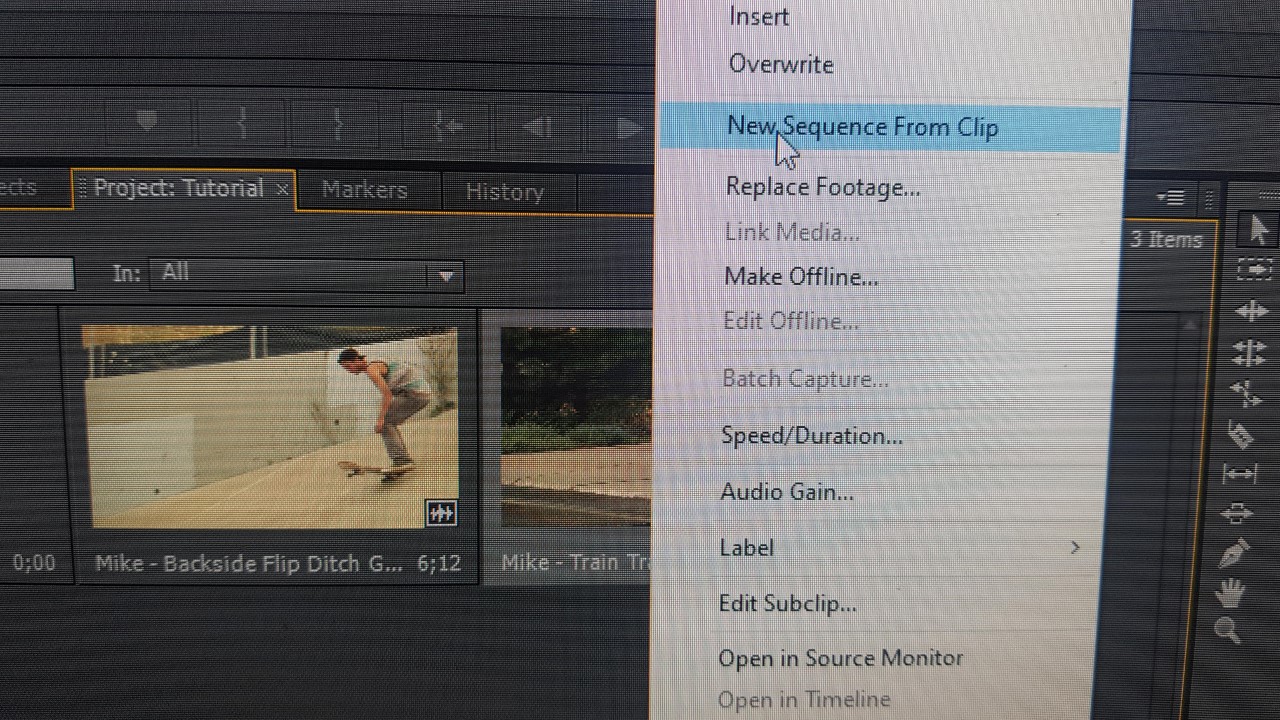 Insert
Overwrite
New Sequence From Clip
Replace Footage...
Link Media...
Make Offline...
Edit Offline...
Batch Capture...
Speed/Duration...
Audio Gain...
Label
Edit Subclip...
Open in Source Monitor
Open in Timeline
Project: Tutorial ×
Markers
History
3 Items
In: All
0;00
Mike - Backside Flip Ditch G... 6;12
Mike - Train